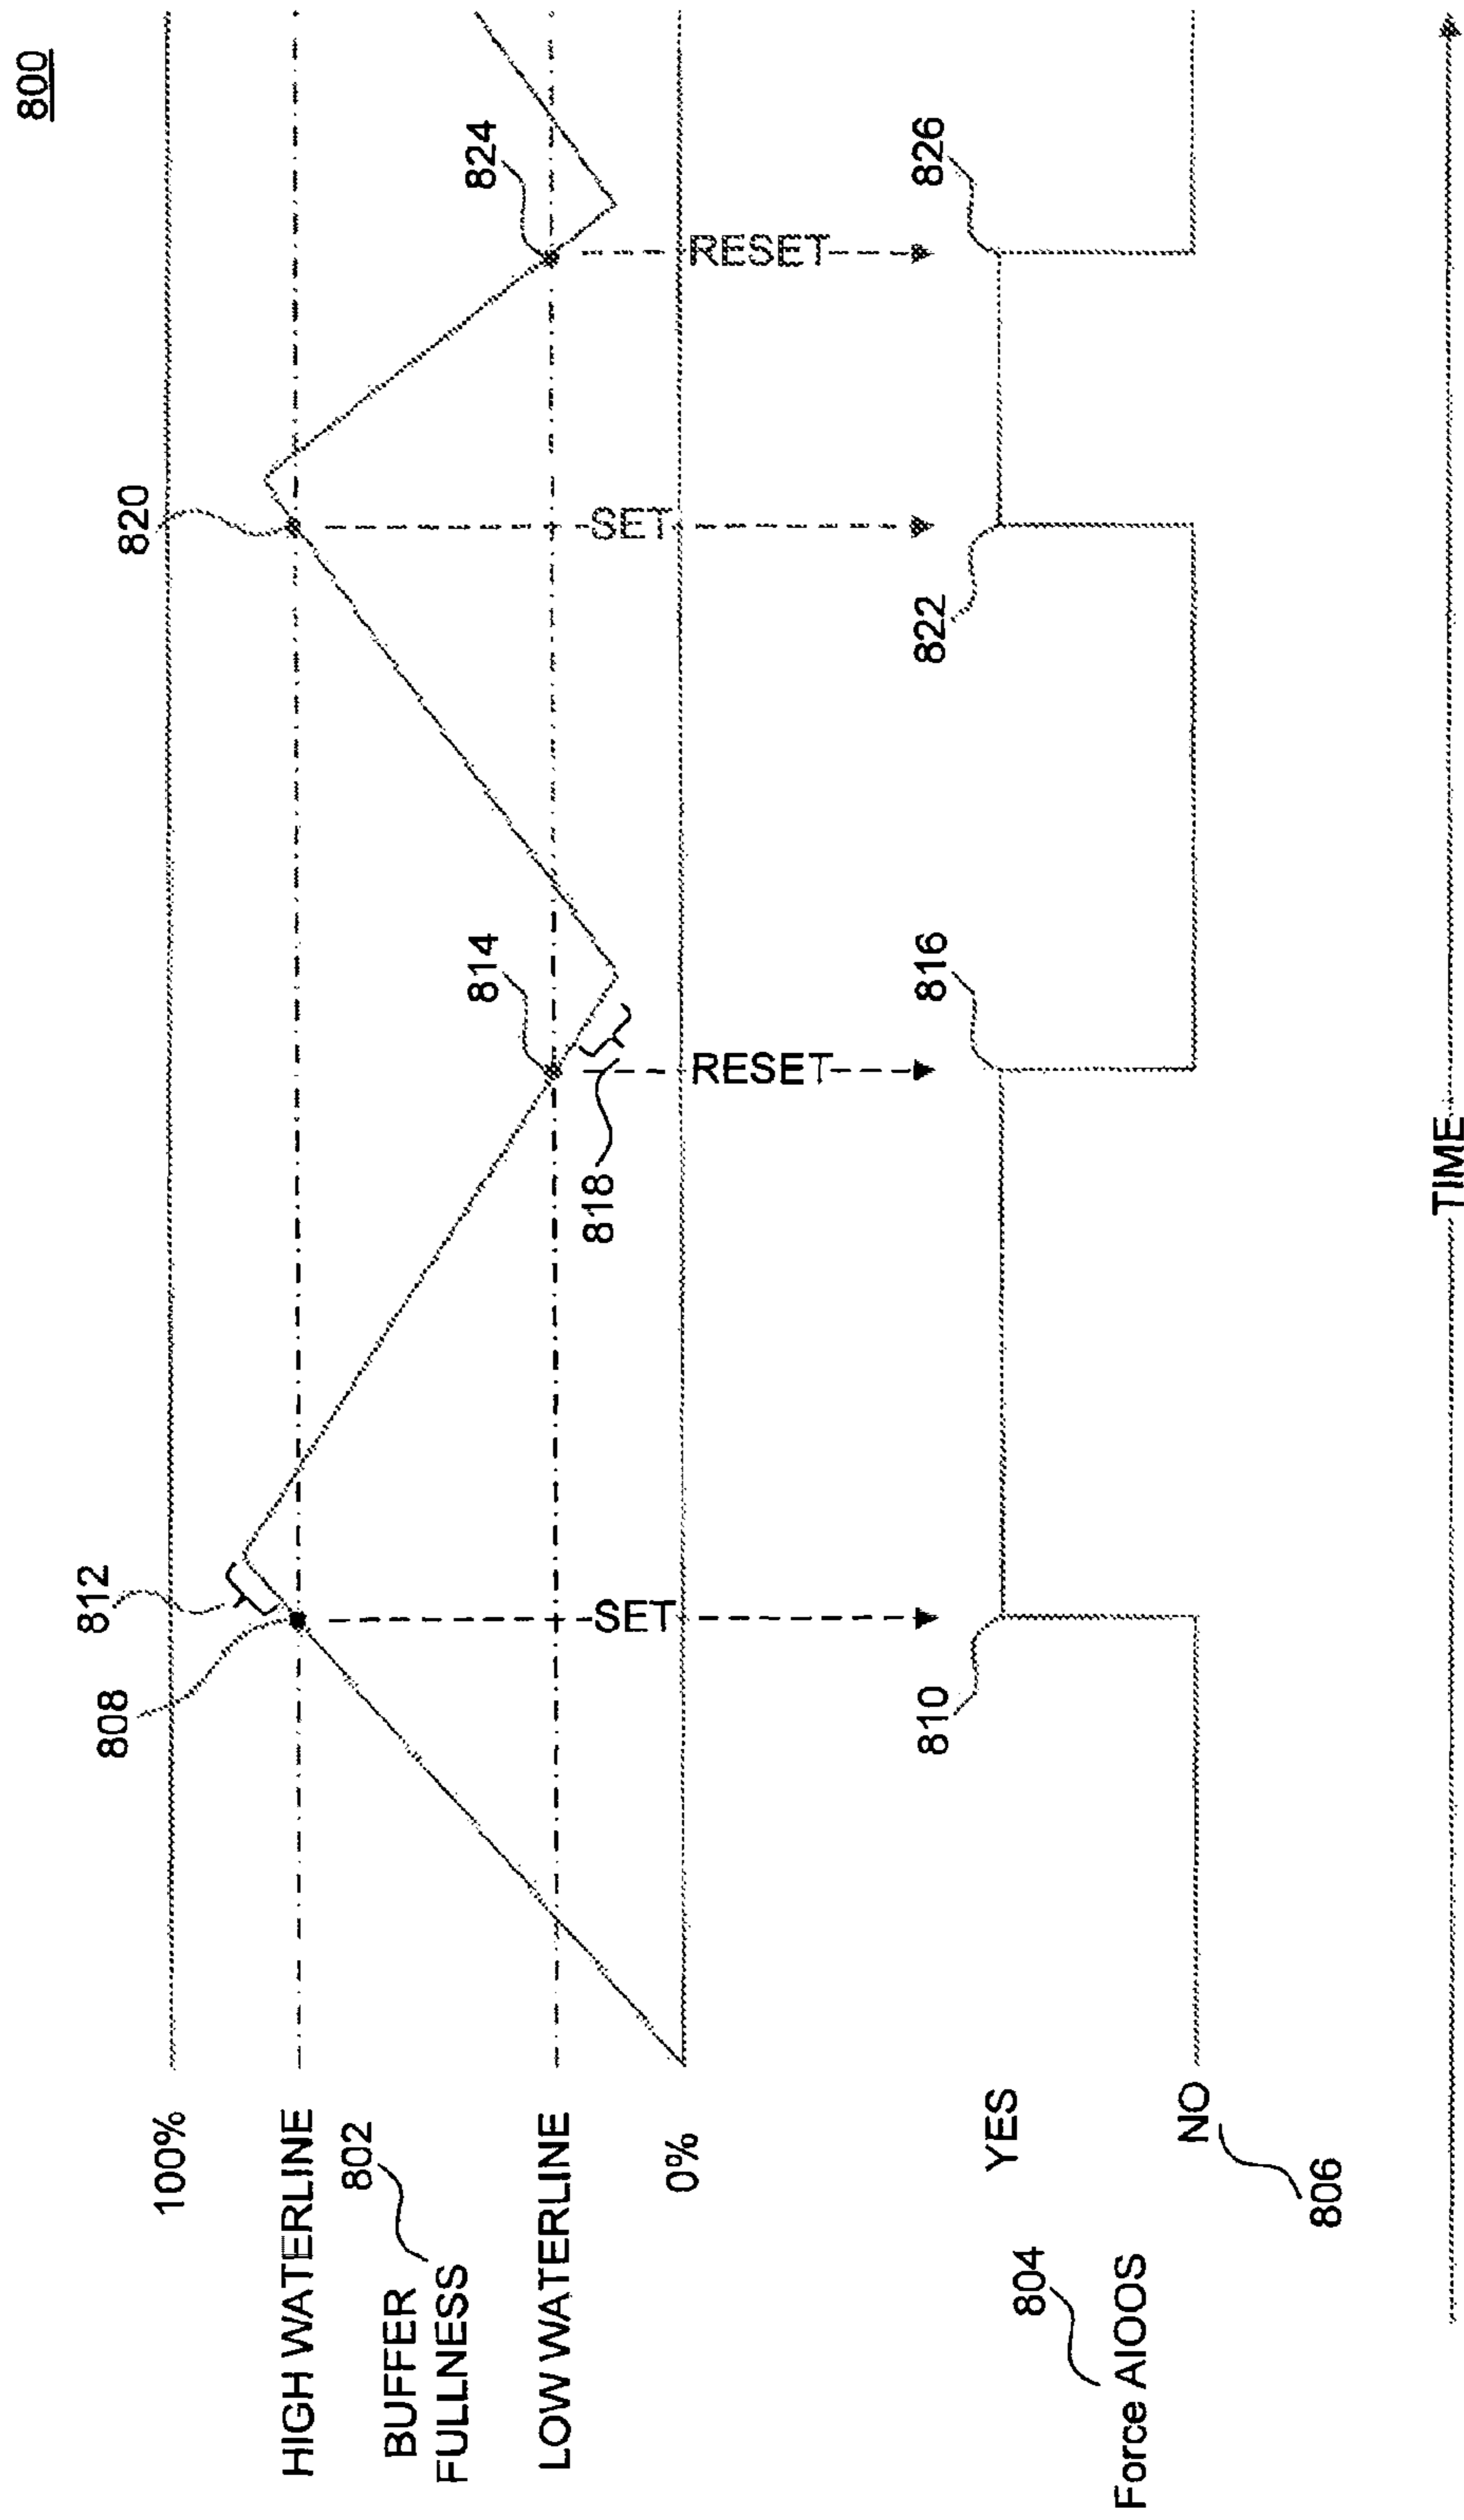 800
100%
812
808
820
HIGH WATERLINE
802
BUFFER
FULLNESS
814
824
LOW WATERLINE
818
0%
SET
RESET
SET
RESET
810
816
822
826
YES
804
Force AIOOS
NO
806
TIME